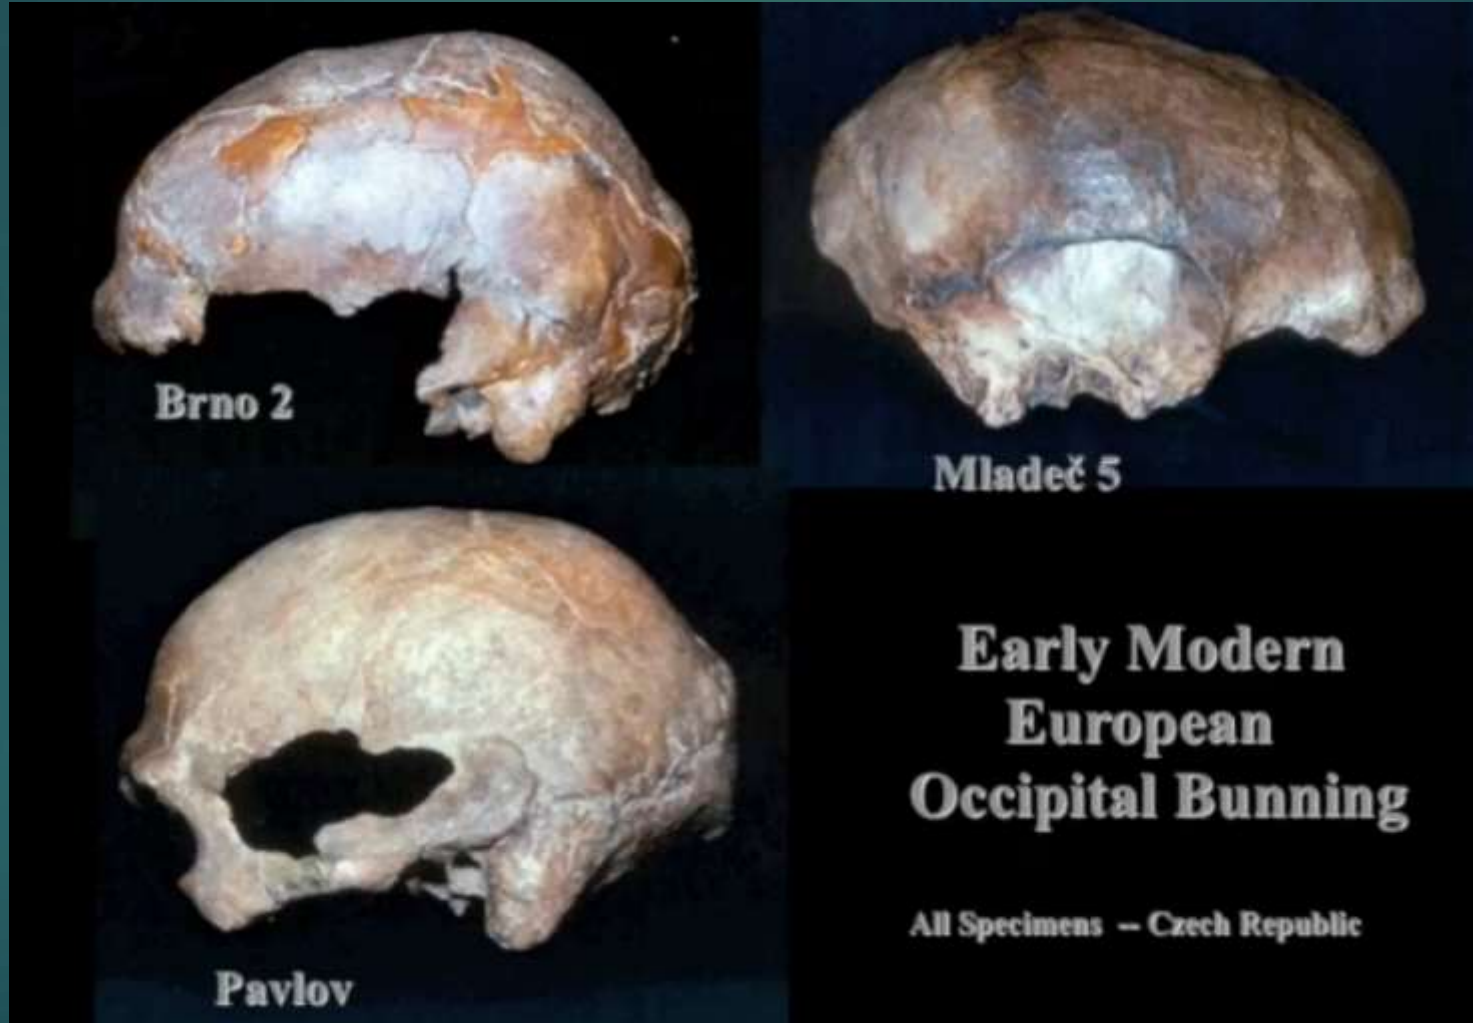 Brno 2
Mladeč 5
Pavlov
Early Modern
European
Occipital Bunning
All Specimens -- Czech Republic